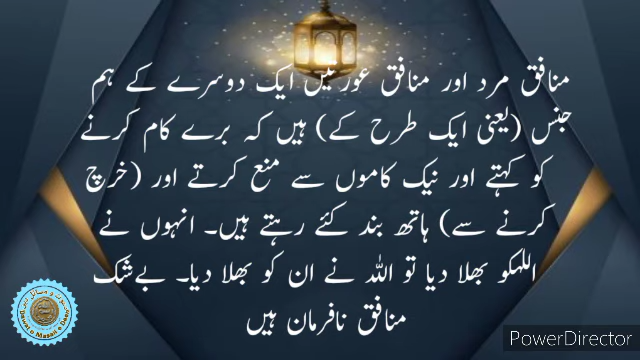 منافق مرد اور منافق عورتیں ایک دوسرے کے ہم
جنس (یعنی ایک طرح کے) ہیں کہ برے کام کرنے
کو کہتے اور نیک کاموں سے منع کرتے اور (خرچ
کرنے سے) ہاتھ بند کئے رہتے ہیں۔ انہوں نے
اللہکو بھلا دیا تو اللہ نے ان کو بھلا دیا۔ بےشک
منافق نافرمان ہیں
PowerDirector